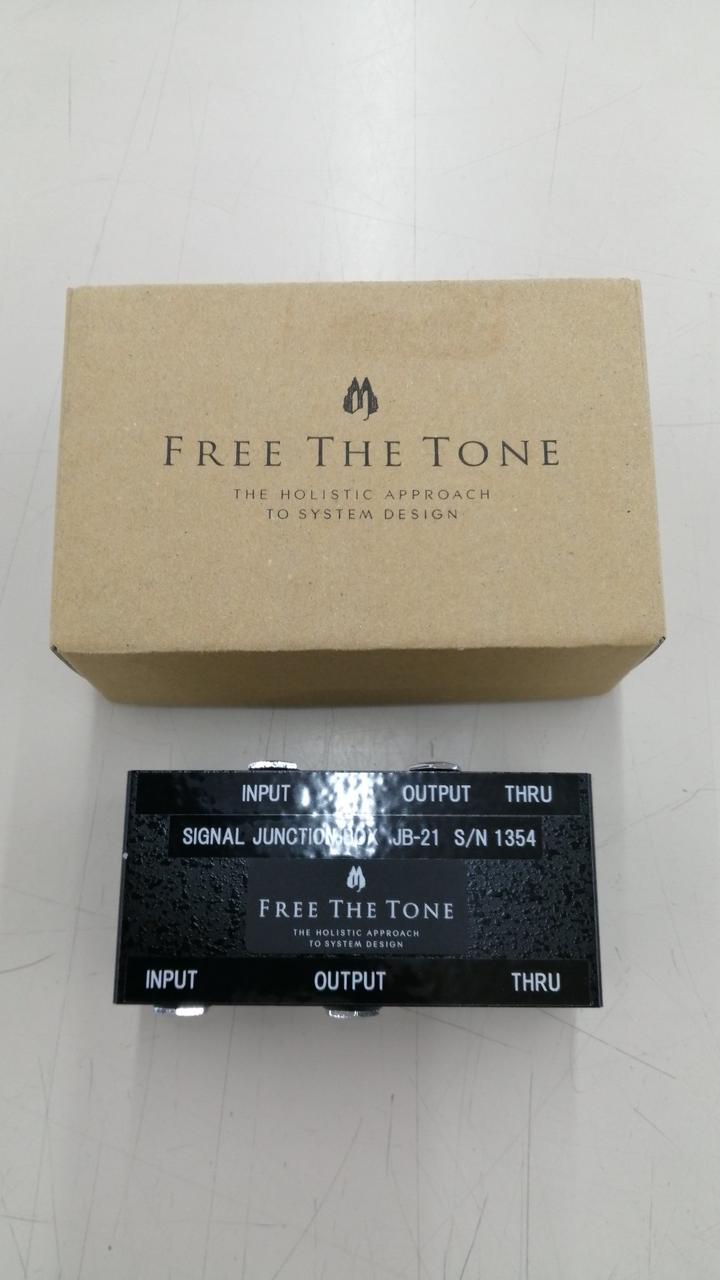 FREE THE TONE
THE HOLISTIC APPROACH
TO SYSTEM DESIGN
INPUT OUTPUT THRU
SIGNAL JUNCTION BOX JB-21 S/N 1354
FREE THE TONE
THE HOLISTIC APPROACH
TO SYSTEM DESIGN
INPUT OUTPUT THRU